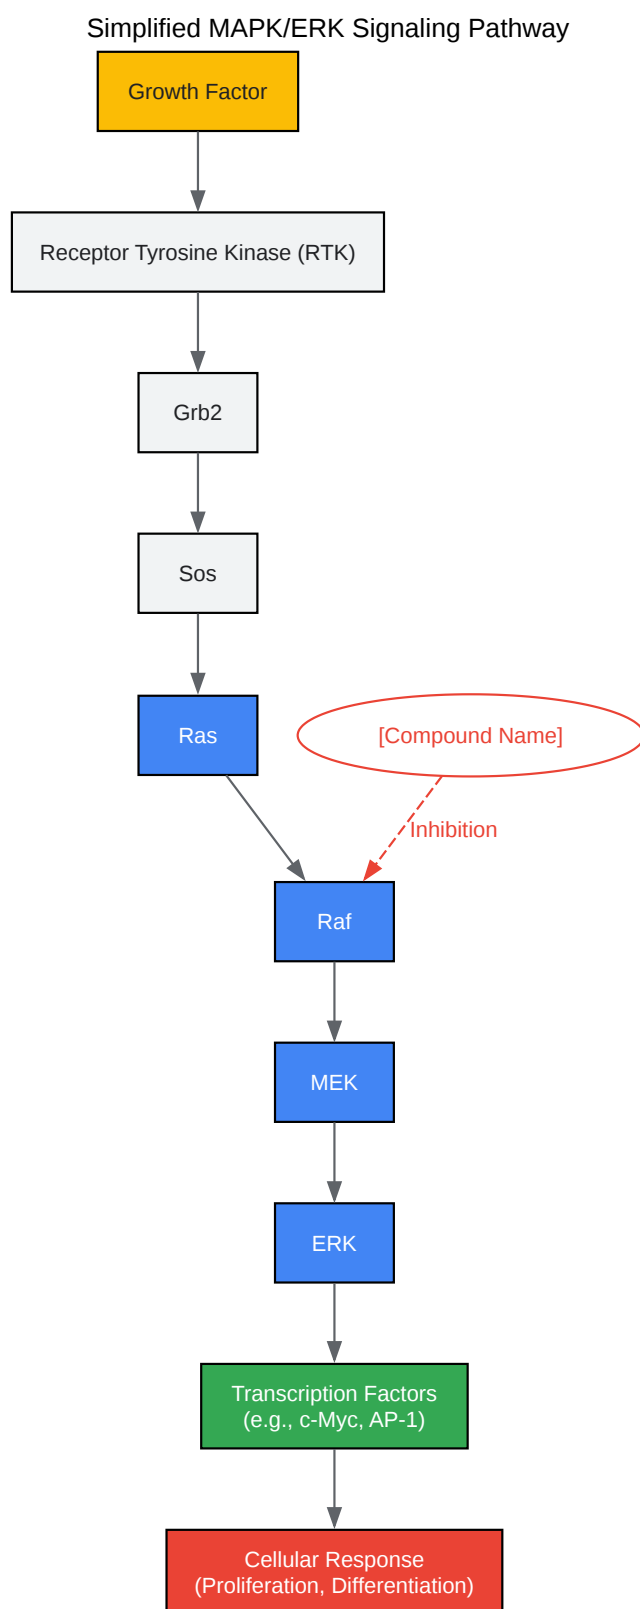 Simplified MAPK/ERK Signaling Pathway
Growth Factor
Receptor Tyrosine Kinase (RTK)
Grb2
Sos
Ras
[Compound Name]
Inhibition
Raf
MEK
ERK
Transcription Factors
(e.g., c-Myc, AP-1)
Cellular Response
(Proliferation, Differentiation)